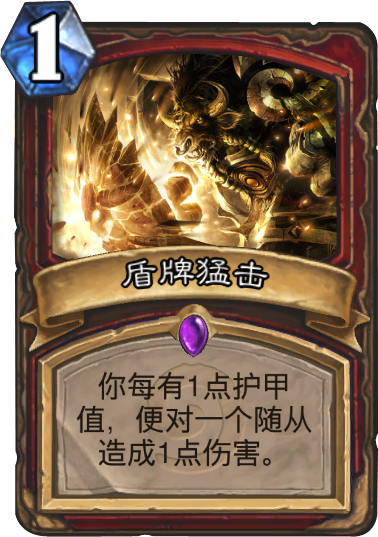 1
盾牌猛击
你每有1点护甲
值，便对一个随从
造成1点伤害。